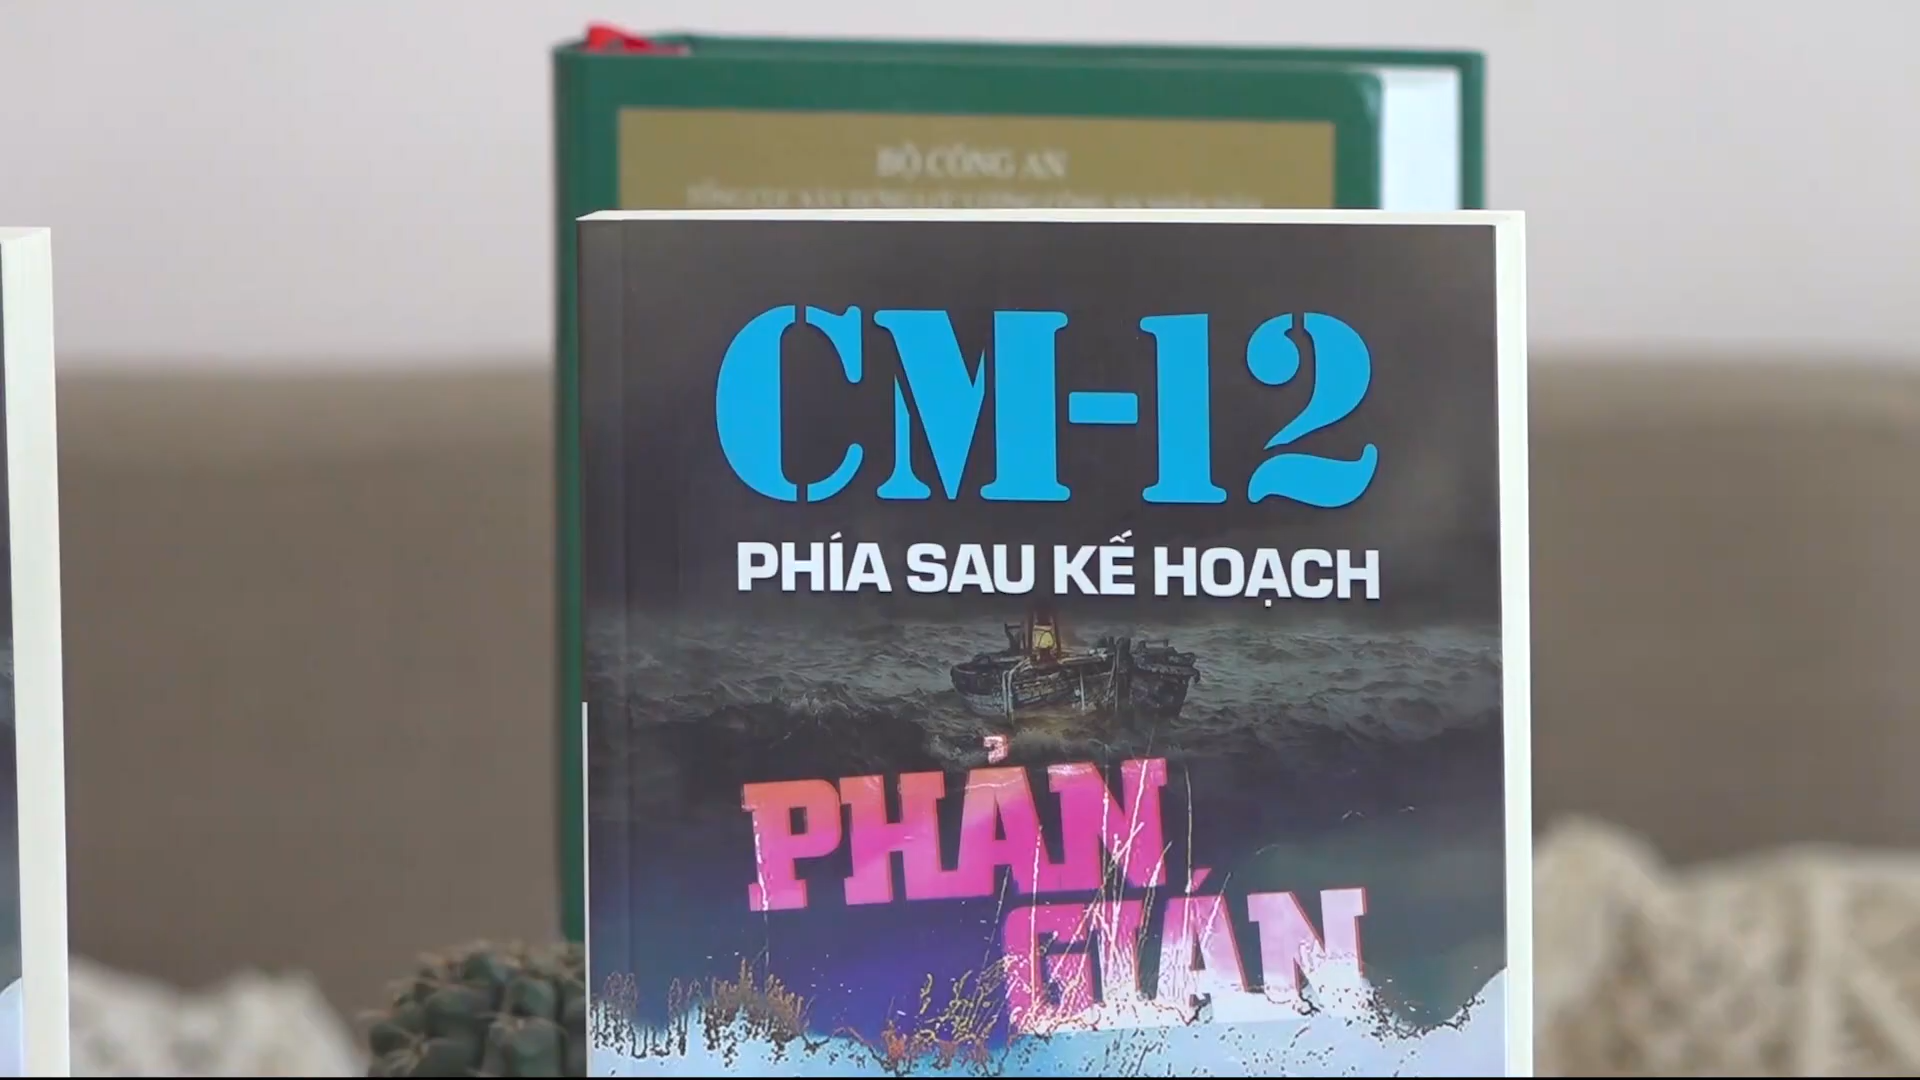 BỘ CÔNG AN
CM-12
PHÍA SAU KẾ HOẠCH
PHẢN
GIÁN